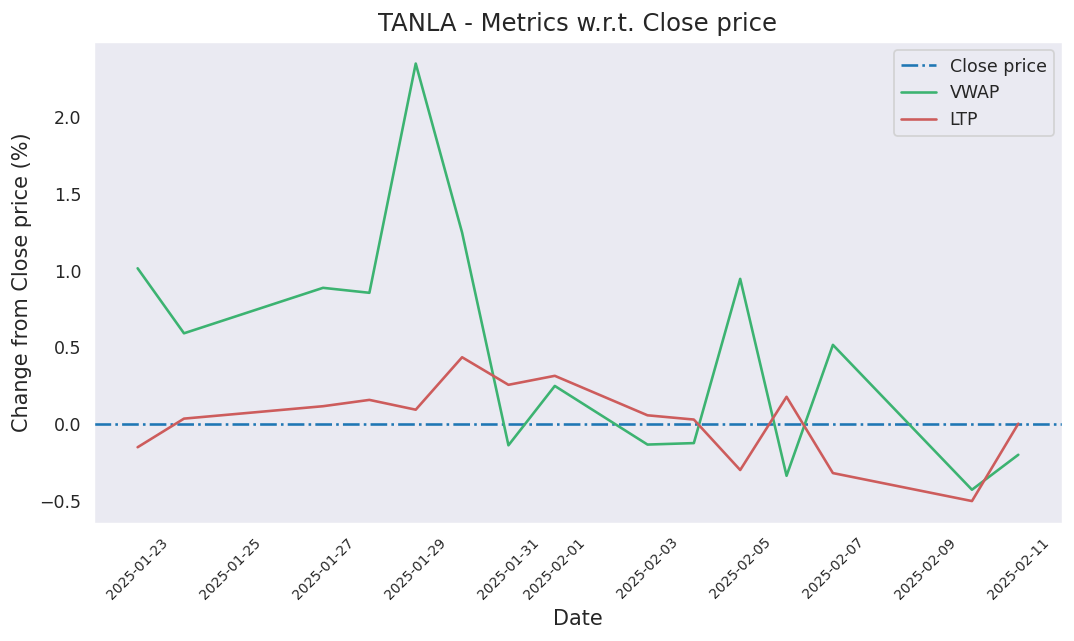 TANLA - Metrics w.r.t. Close price
Close price
VWAP
LTP
Change from Close price (%)
2.0
1.5
1.0
0.5
0.0
−0.5
2025-01-23
2025-01-25
2025-01-27
2025-01-29
2025-01-31
2025-02-01
2025-02-03
2025-02-05
2025-02-07
2025-02-09
2025-02-11
Date